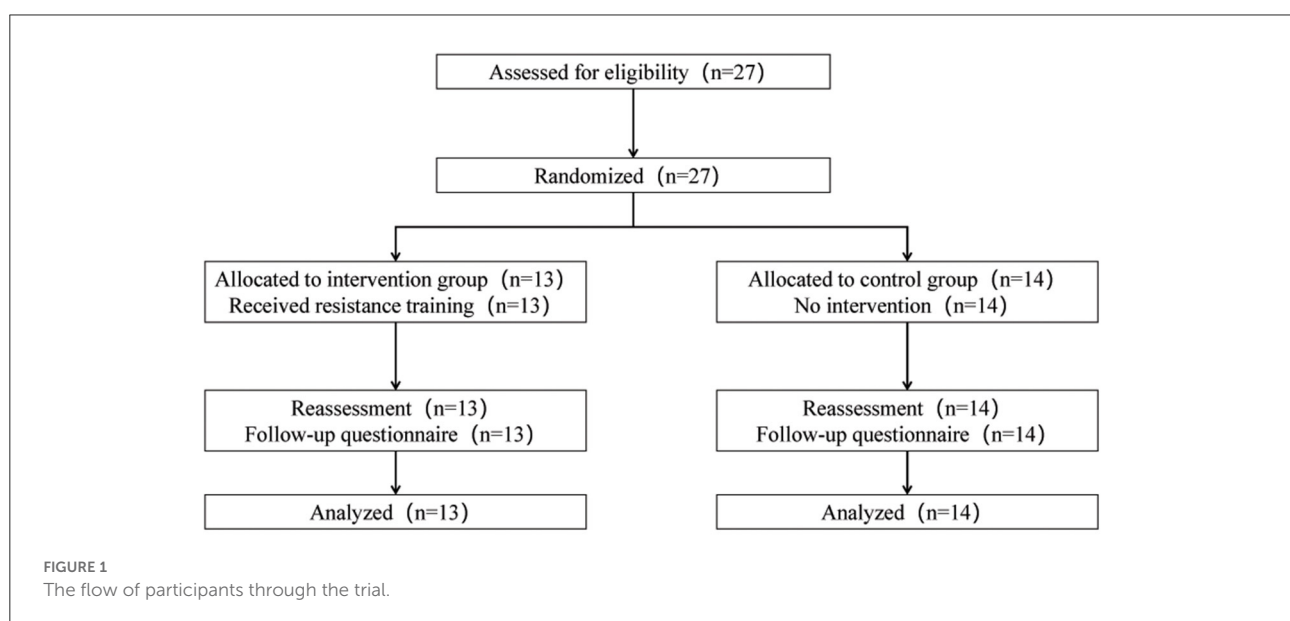 Assessed for eligibility (n=27)
Randomized (n=27)
Allocated to intervention group (n=13)
Received resistance training (n=13)
Allocated to control group (n=14)
No intervention (n=14)
Reassessment (n=13)
Follow-up questionnaire (n=13)
Reassessment (n=14)
Follow-up questionnaire (n=14)
Analyzed (n=13)
Analyzed (n=14)
FIGURE 1
The flow of participants through the trial.